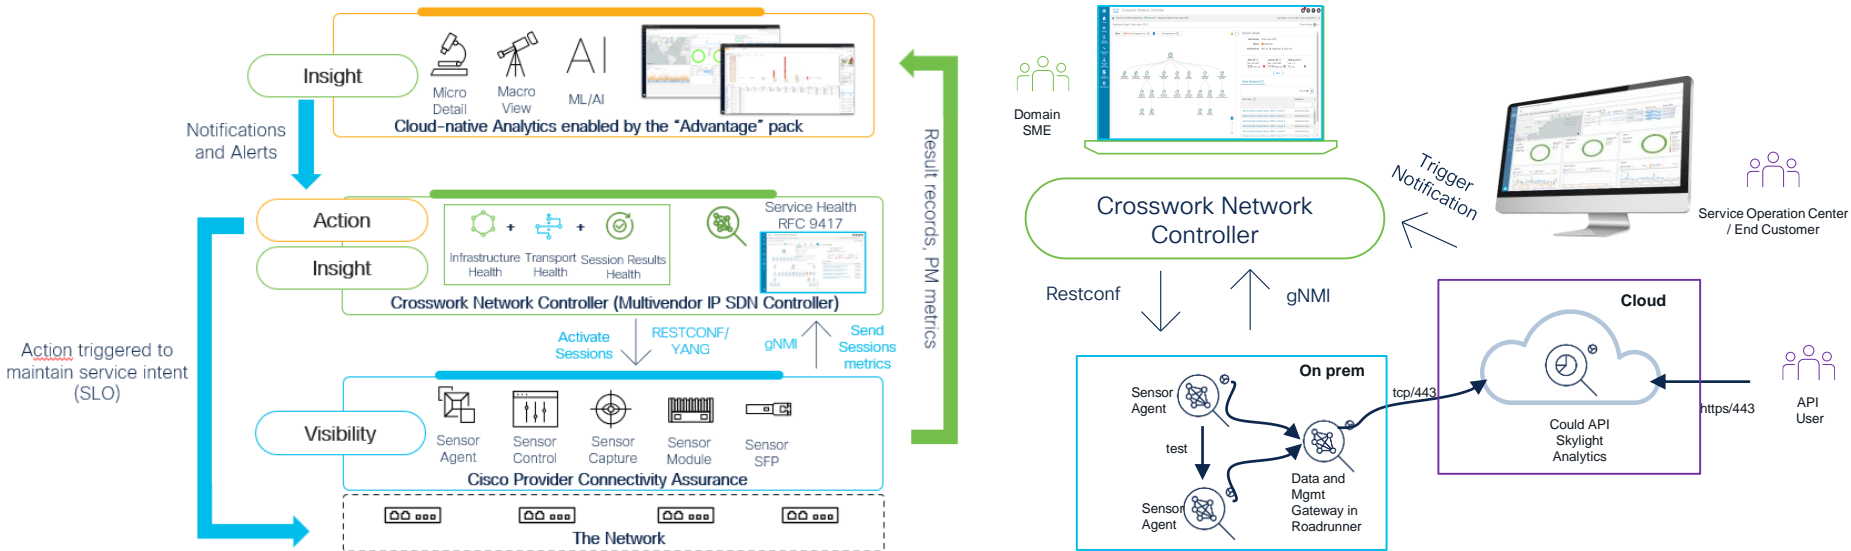 Insight
Micro
Detail
Macro
View
AI
ML/AI
Cloud-native Analytics enabled by the “Advantage” pack
Notifications
and Alerts
Action
Insight
Infrastructure
Health
+
Transport
Health
+
Session Results
Health
Service Health
RFC 9417
Crosswork Network Controller (Multivendor IP SDN Controller)
Result records, PM metrics
Action triggered to
maintain service intent
(SLO)
Activate
Sessions
RESTCONF/
YANG
gNMI
Send
Sessions
metrics
Visibility
Sensor
Agent
Sensor
Control
Sensor
Capture
Sensor
Module
Sensor
SFP
Cisco Provider Connectivity Assurance
The Network
Domain
SME
Crosswork Network
Controller
Trigger
Notification
Service Operation Center
/ End Customer
Restconf
gNMI
On prem
Sensor
Agent
test
Sensor
Agent
Data and
Mgmt
Gateway in
Roadrunner
tcp/443
Cloud
Could API
Skylight
Analytics
https/443
API
User